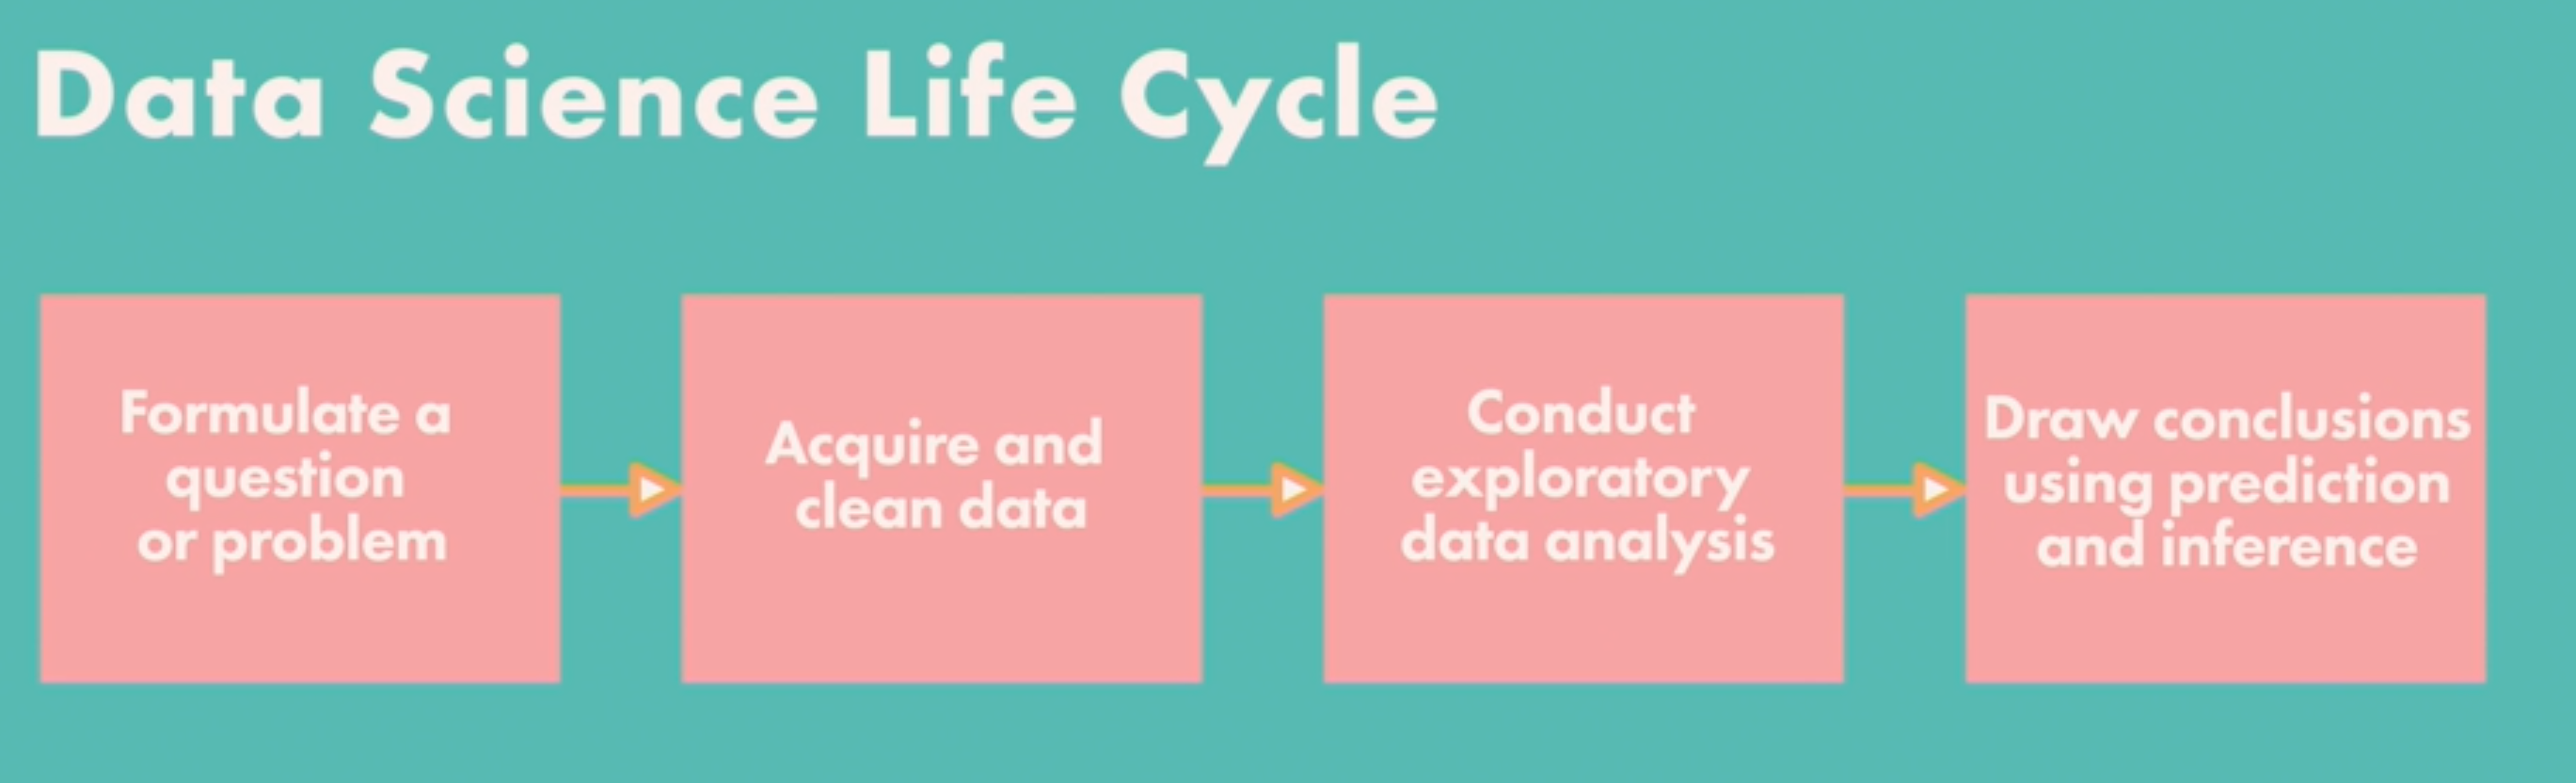 Data Science Life Cycle
Formulate a
question
or problem
Acquire and
clean data
Conduct
exploratory
data analysis
Draw conclusions
using prediction
and inference